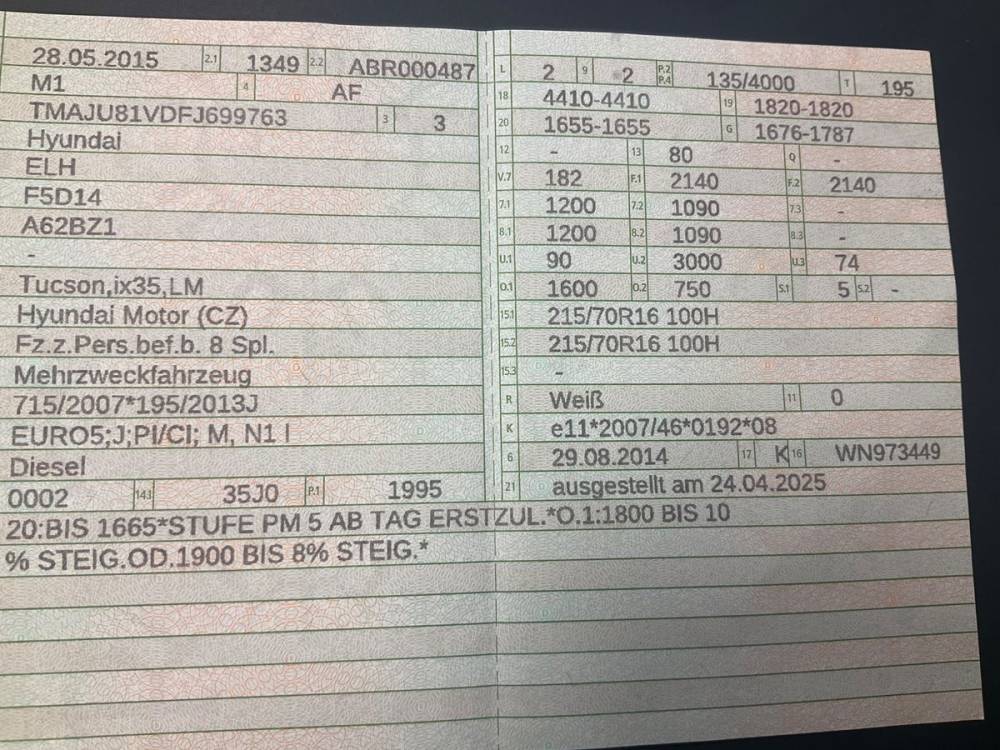 28.05.2015 2.1 1349 2.2 ABR000487
M1 4 AF
TMAJU81VDFJ699763 3 3
Hyundai
ELH
F5D14
A62BZ1
-
Tucson,ix35,LM
Hyundai Motor (CZ)
Fz.z.Pers.bef.b. 8 Spl.
Mehrzweckfahrzeug
715/2007*195/2013J
EURO5;J;PI/CI; M, N1 I
Diesel
0002 14.1 35J0 P.1 1995
L 2 9 2 P.2 P.4 135/4000 T 195
18 4410-4410 19 1820-1820
20 1655-1655 G 1676-1787
12 - 13 80 Q -
V.7 182 F.1 2140 F.2 2140
7.1 1200 7.2 1090 7.3 -
8.1 1200 8.2 1090 8.3 -
U.1 90 U.2 3000 U.3 74
O.1 1600 O.2 750 S.1 5 S.2 -
15.1 215/70R16 100H
15.2 215/70R16 100H
15.3 -
R Weiß 11 0
K e11*2007/46*0192*08
6 29.08.2014 17 K 16 WN973449
21 ausgestellt am 24.04.2025
20:BIS 1665*STUFE PM 5 AB TAG ERSTZUL.*O.1:1800 BIS 10
% STEIG.OD.1900 BIS 8% STEIG.*